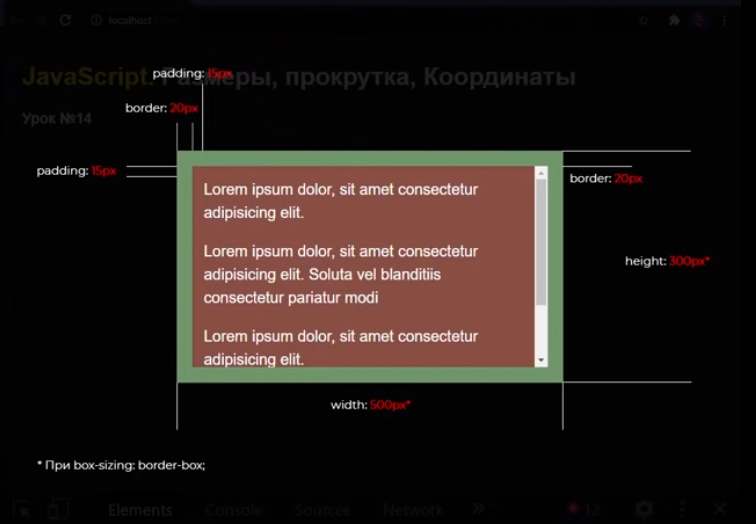 localhost
JavaScript. Размеры, прокрутка, Координаты
padding: 15px
border: 20px
Урок №14
padding: 15px
border: 20px
Lorem ipsum dolor, sit amet consectetur
adipisicing elit.
height: 300px*
Lorem ipsum dolor, sit amet consectetur
adipisicing elit. Soluta vel blanditiis
consectetur pariatur modi
Lorem ipsum dolor, sit amet consectetur
adipisicing elit.
width: 500px*
* При box-sizing: border-box;
Elements Console Sources Network » 12